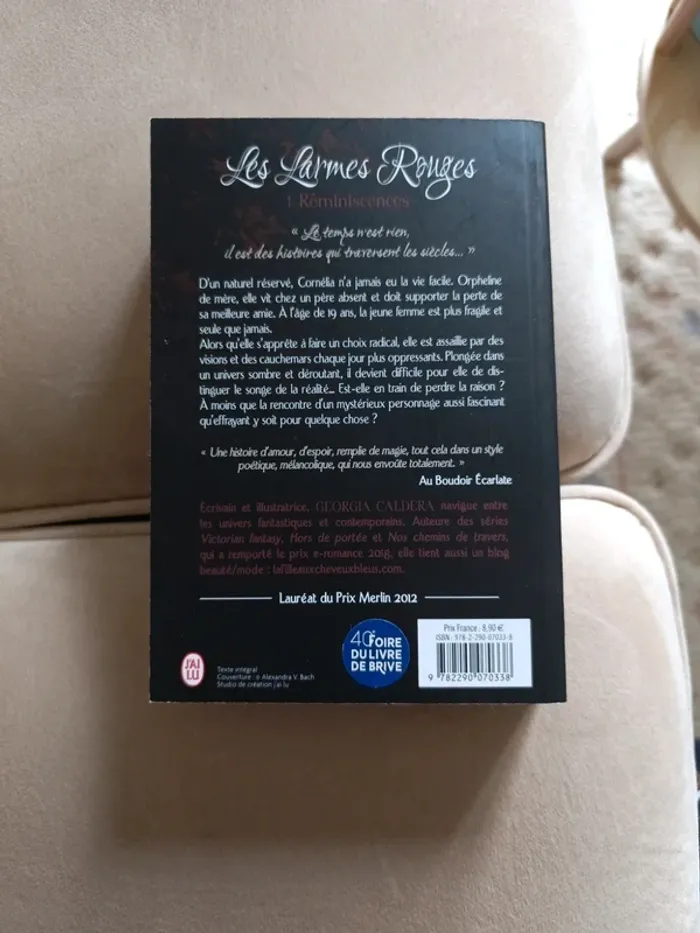 Les Larmes Rouges
1 Réminiscences
« Le temps n'est rien,
il est des histoires qui traversent les siècles... »
D'un naturel réservé, Cornélia n'a jamais eu la vie facile. Orpheline
de mère, elle vit chez un père absent et doit supporter la perte de
sa meilleure amie. À l'âge de 19 ans, la jeune femme est plus fragile et
seule que jamais.
Alors qu'elle s'apprête à faire un choix radical, elle est assaillie par des
visions et des cauchemars chaque jour plus oppressants. Plongée dans
un univers sombre et déroutant, il devient difficile pour elle de dis-
tinguer le songe de la réalité... Est-elle en train de perdre la raison ?
À moins que la rencontre d'un mystérieux personnage aussi fascinant
qu'effrayant y soit pour quelque chose ?
« Une histoire d'amour, d'espoir, remplie de magie, tout cela dans un style
poétique, mélancolique, qui nous envoûte totalement. »
Au Boudoir Écarlate
Écrivain et illustratrice, GEORGIA CALDERA navigue entre
les univers fantastiques et contemporains. Auteure des séries
Victorian fantasy, Hors de portée et Nos chemins de travers,
qui a remporté le prix e-romance 2018, elle tient aussi un blog
beauté/mode : lafilleauxcheveuxbleus.com.
Lauréat du Prix Merlin 2012
J'AI
LU
Texte intégral
Couverture : © Alexandra V. Bach
Studio de création J'ai lu
40e FOIRE
DU LIVRE
DE BRIVE
Prix France : 8,90 €
ISBN : 978-2-290-07033-8
9 782290 070338